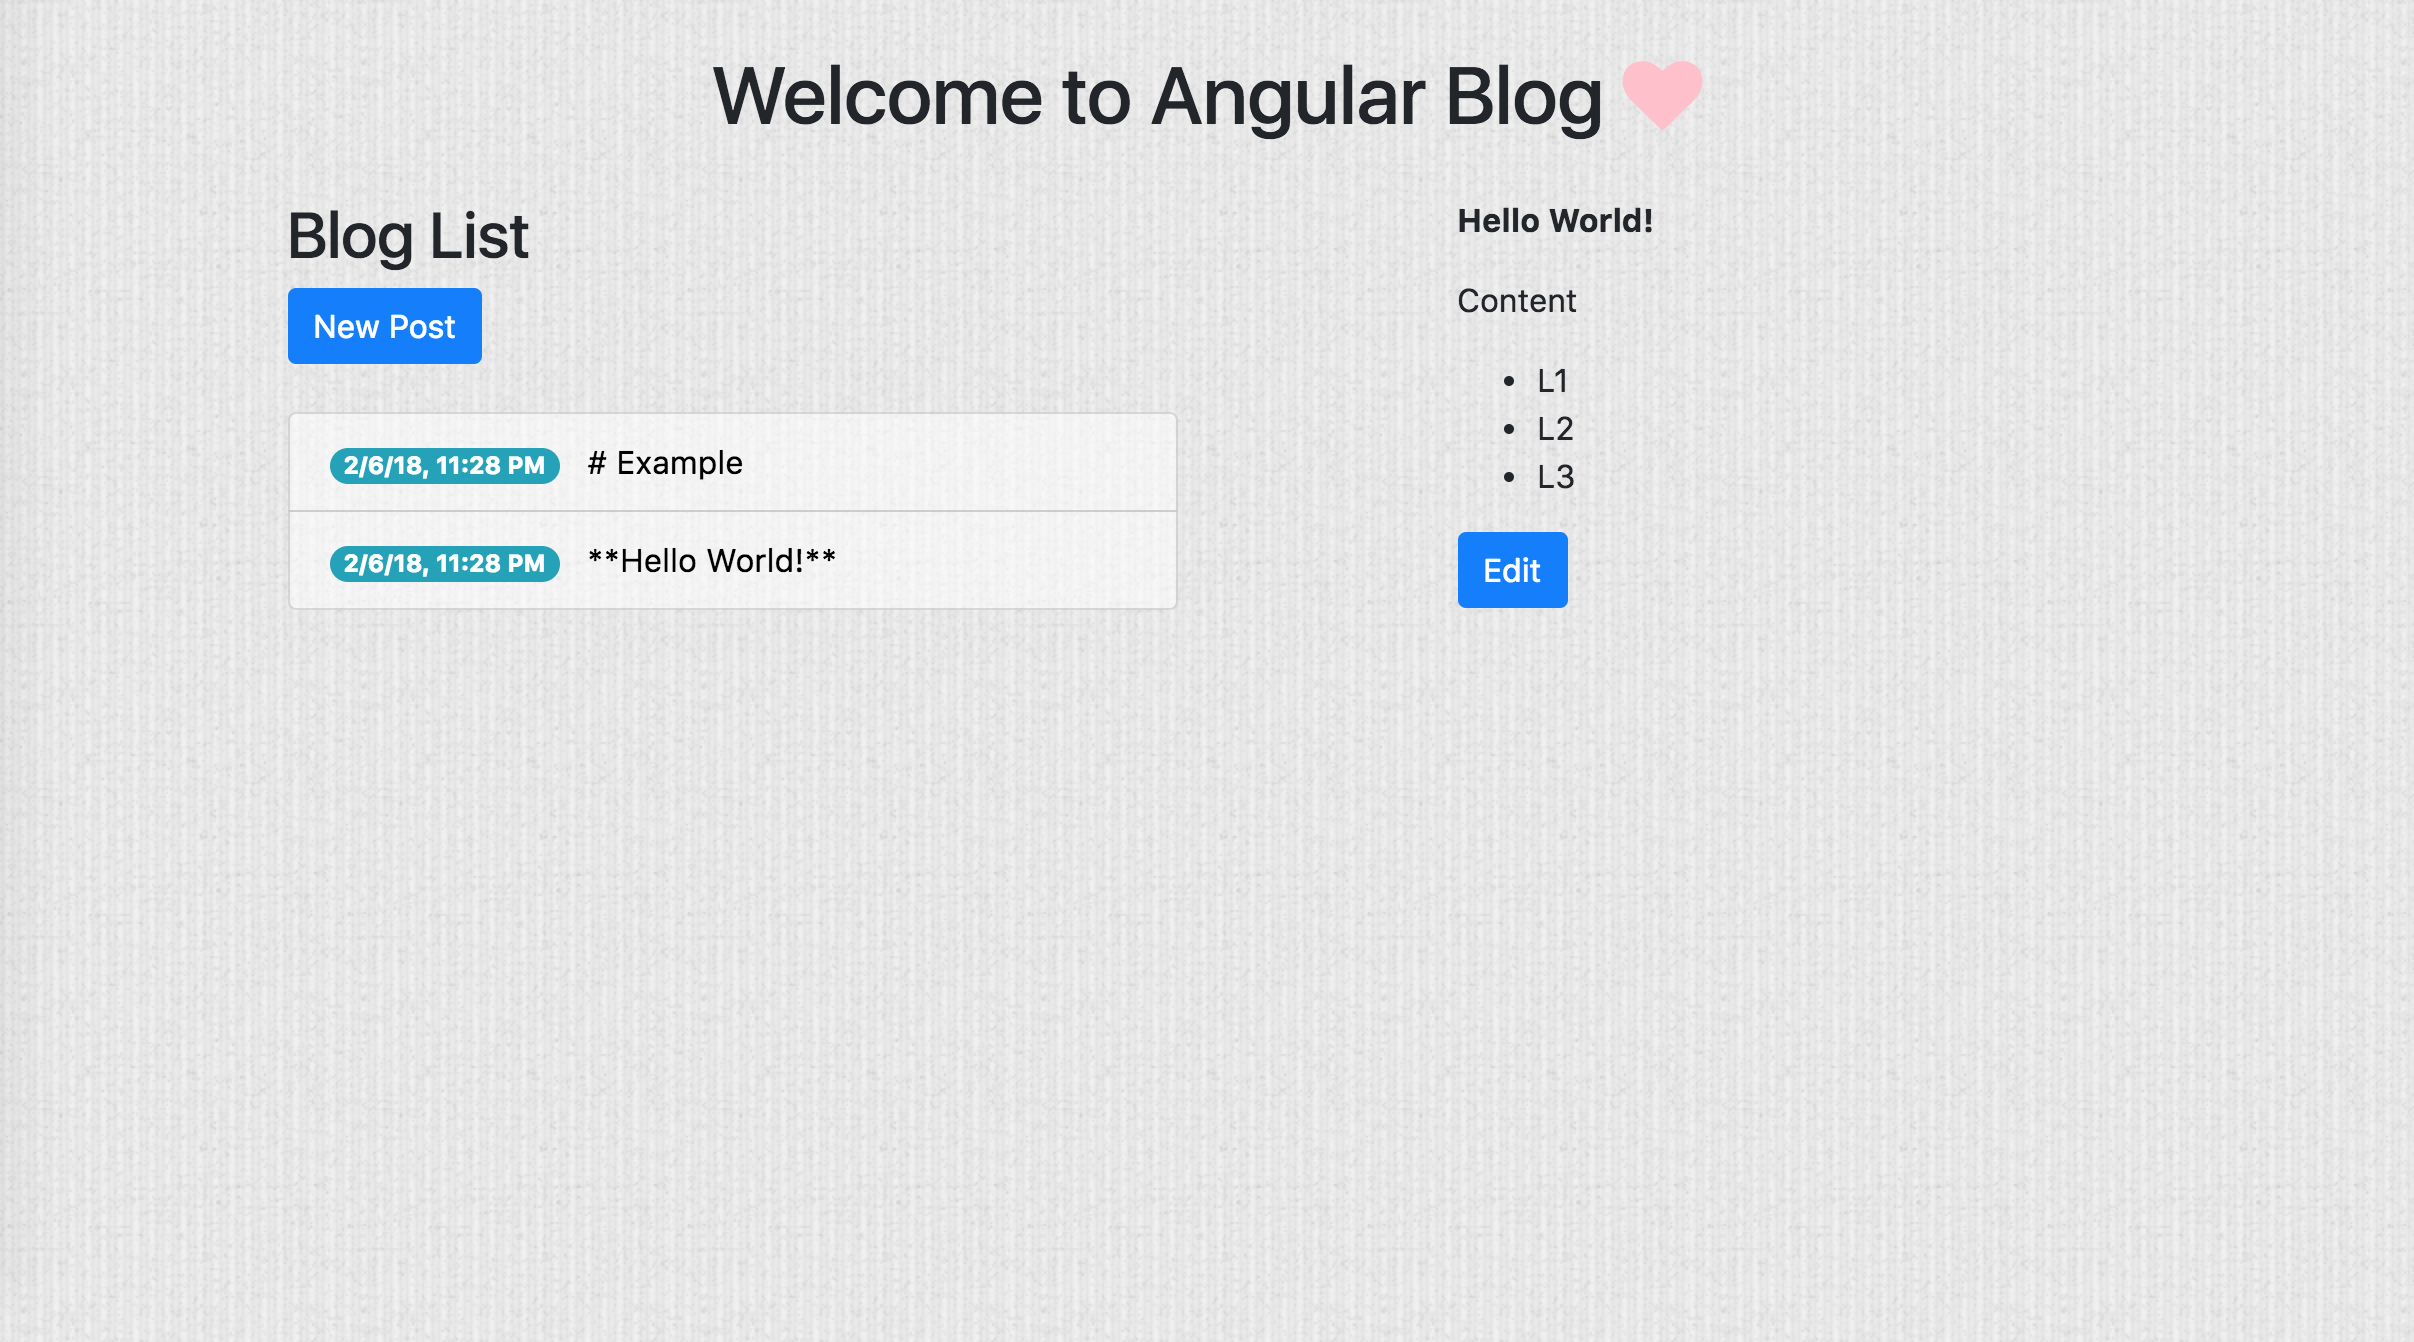 Welcome to Angular Blog
Blog List
New Post
2/6/18, 11:28 PM # Example
2/6/18, 11:28 PM **Hello World!**
Hello World!
Content
L1
L2
L3
Edit